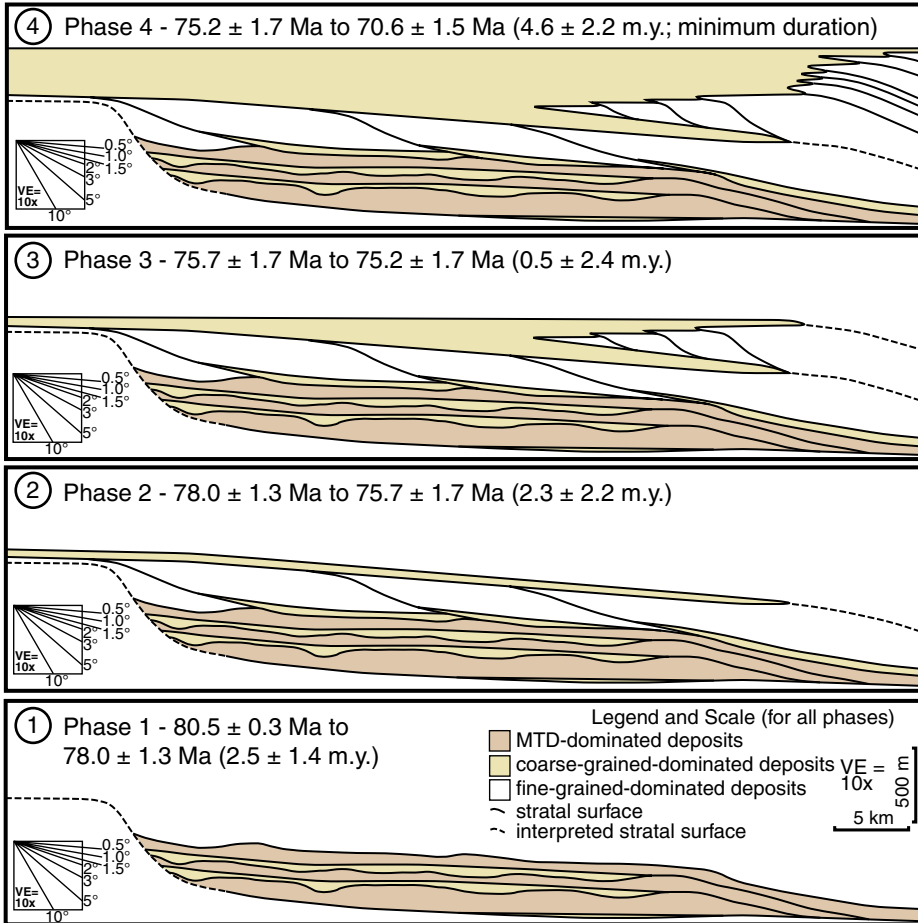 4 Phase 4 - 75.2 ± 1.7 Ma to 70.6 ± 1.5 Ma (4.6 ± 2.2 m.y.; minimum duration)
0.5°
1.0°
2° 1.5°
3°
VE=
10x
5°
10°
3 Phase 3 - 75.7 ± 1.7 Ma to 75.2 ± 1.7 Ma (0.5 ± 2.4 m.y.)
0.5°
1.0°
2° 1.5°
3°
VE=
10x
5°
10°
2 Phase 2 - 78.0 ± 1.3 Ma to 75.7 ± 1.7 Ma (2.3 ± 2.2 m.y.)
0.5°
1.0°
2° 1.5°
3°
VE=
10x
5°
10°
1 Phase 1 - 80.5 ± 0.3 Ma to
78.0 ± 1.3 Ma (2.5 ± 1.4 m.y.)
Legend and Scale (for all phases)
MTD-dominated deposits
coarse-grained-dominated deposits
fine-grained-dominated deposits
stratal surface
interpreted stratal surface
VE =
10x
500 m
5 km
0.5°
1.0°
2° 1.5°
3°
VE=
10x
5°
10°